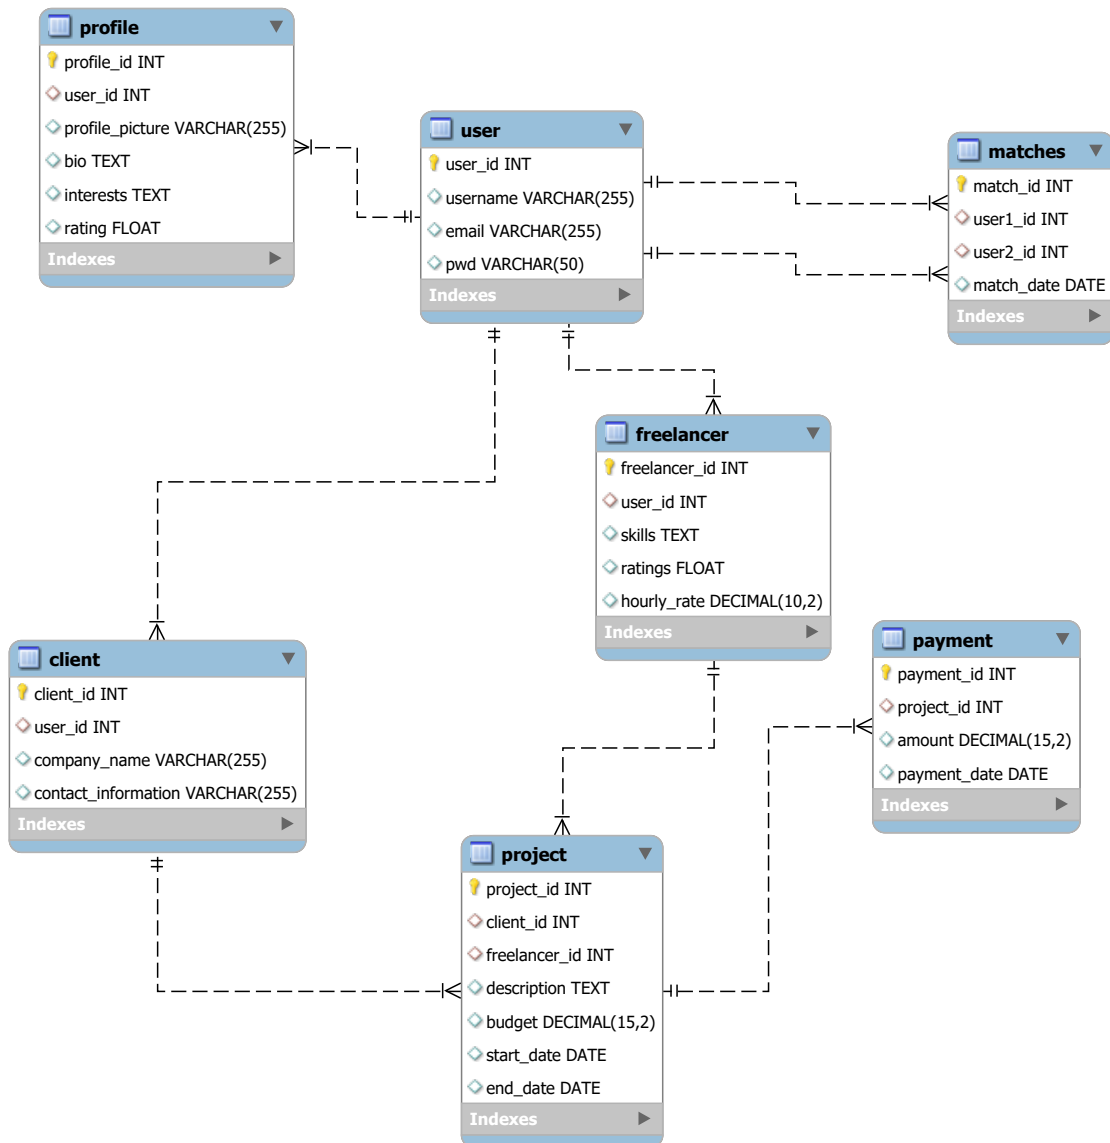 profile
profile_id INT
user_id INT
profile_picture VARCHAR(255)
bio TEXT
interests TEXT
rating FLOAT
Indexes
user
user_id INT
username VARCHAR(255)
email VARCHAR(255)
pwd VARCHAR(50)
Indexes
matches
match_id INT
user1_id INT
user2_id INT
match_date DATE
Indexes
freelancer
freelancer_id INT
user_id INT
skills TEXT
ratings FLOAT
hourly_rate DECIMAL(10,2)
Indexes
client
client_id INT
user_id INT
company_name VARCHAR(255)
contact_information VARCHAR(255)
Indexes
payment
payment_id INT
project_id INT
amount DECIMAL(15,2)
payment_date DATE
Indexes
project
project_id INT
client_id INT
freelancer_id INT
description TEXT
budget DECIMAL(15,2)
start_date DATE
end_date DATE
Indexes